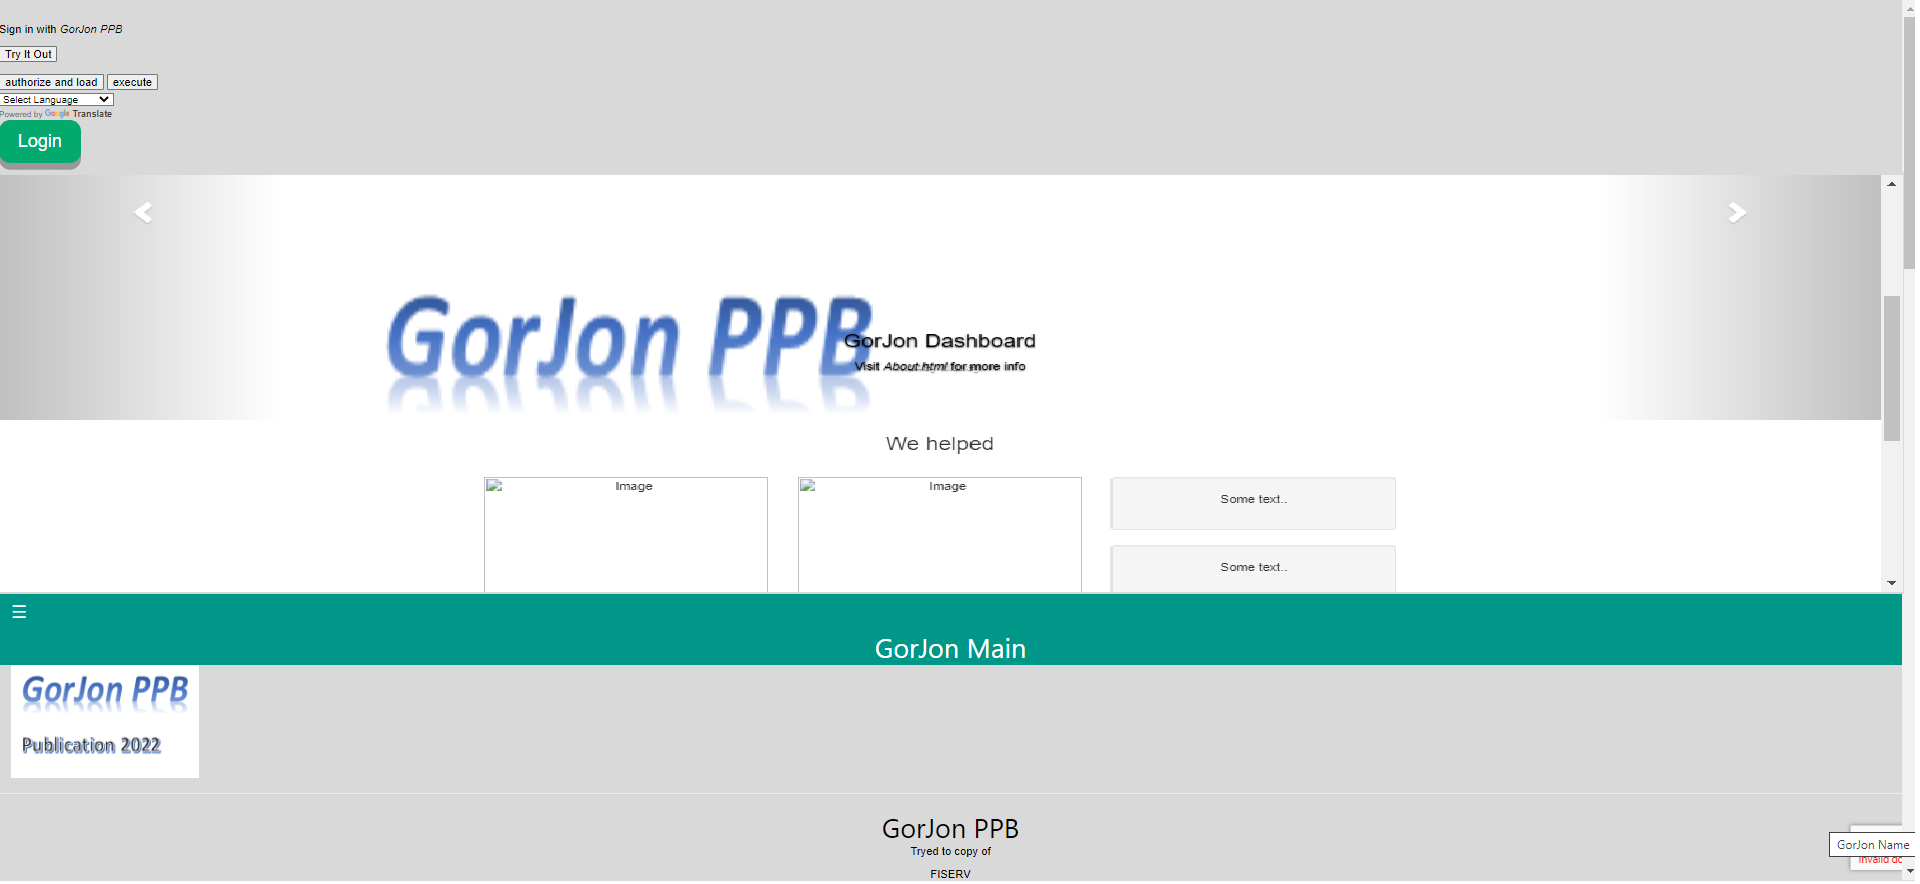 Sign in with GorJon PPB
Try It Out
authorize and load execute
Select Language
Powered by Google Translate
Login
GorJon PPB
GorJon Dashboard
Visit About.html for more info
We helped
Image Image Some text..
Some text..
☰
GorJon Main
GorJon PPB
Publication 2022
GorJon PPB
Tryed to copy of
GorJon Name
Invalid do
FISERV